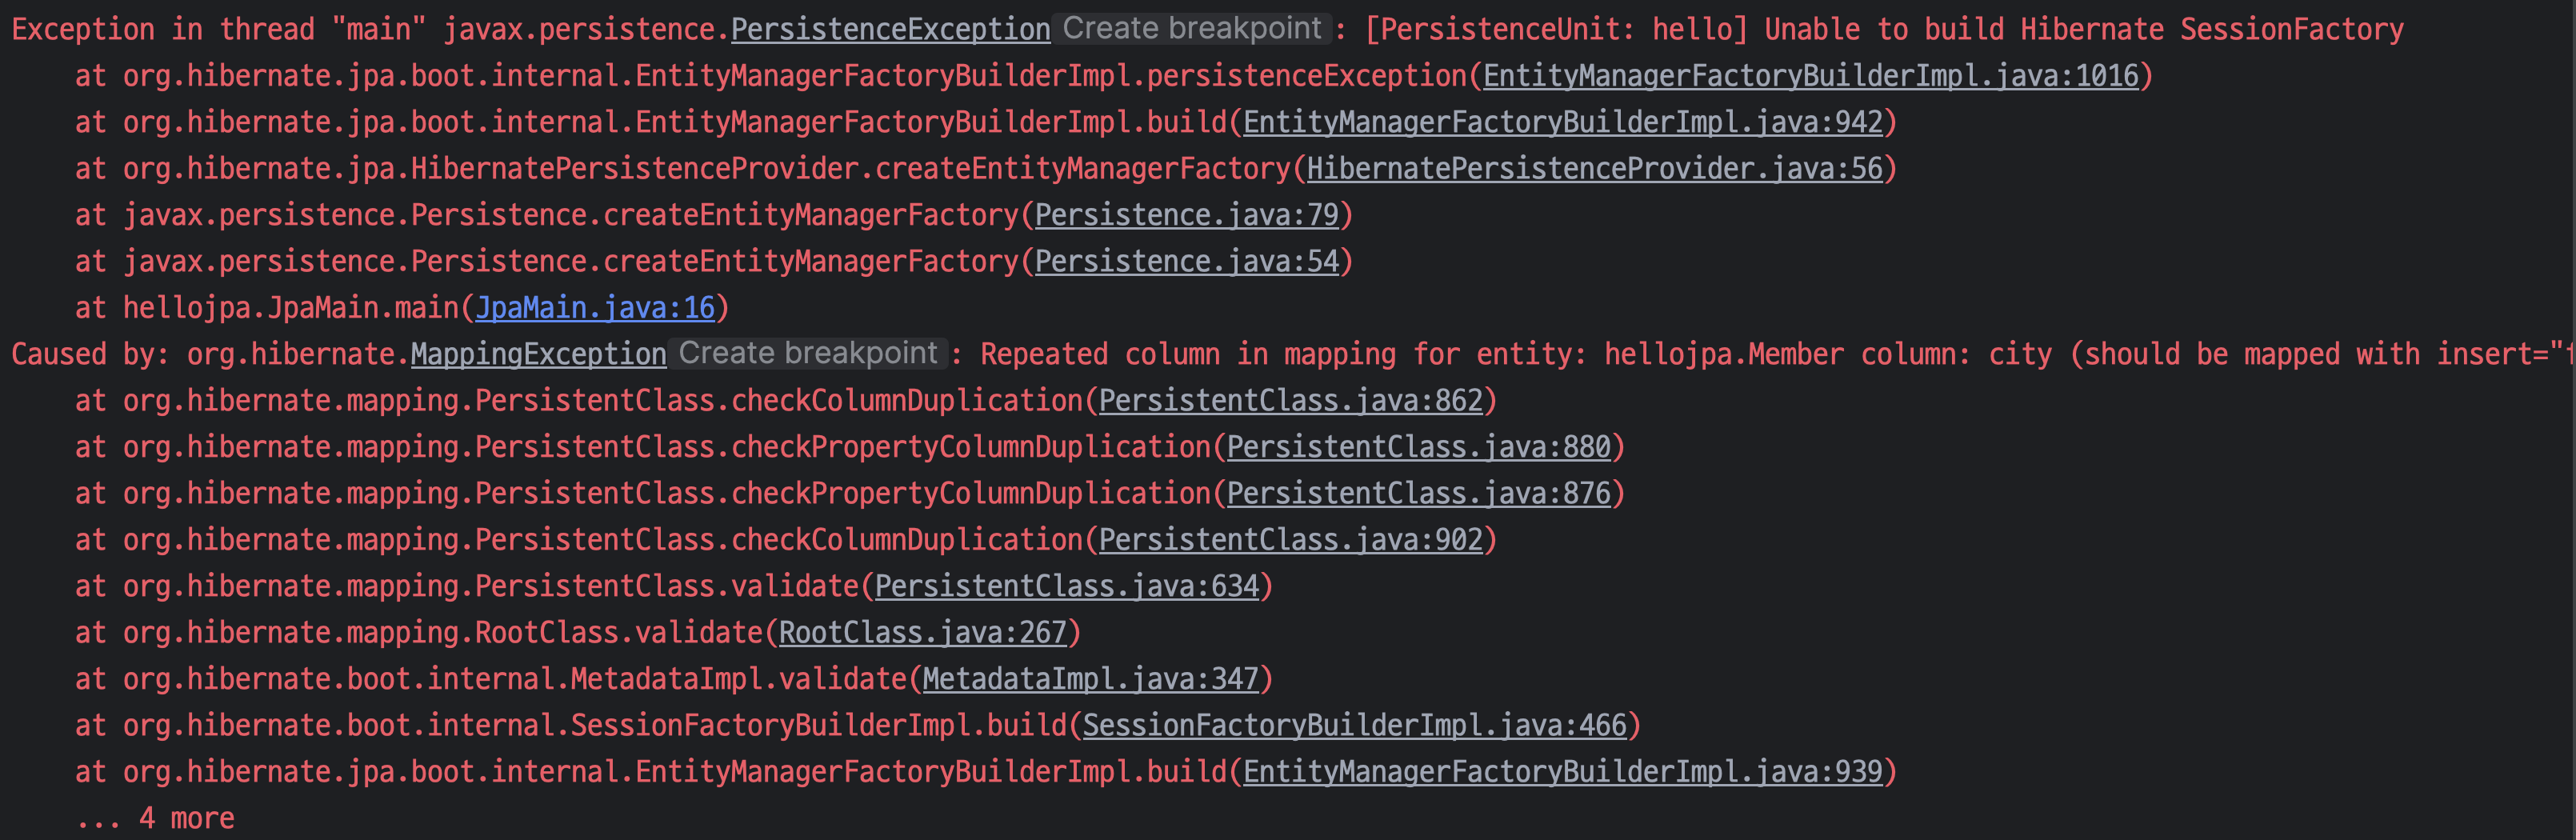 Exception in thread "main" javax.persistence.PersistenceException Create breakpoint : [PersistenceUnit: hello] Unable to build Hibernate SessionFactory
at org.hibernate.jpa.boot.internal.EntityManagerFactoryBuilderImpl.persistenceException(EntityManagerFactoryBuilderImpl.java:1016)
at org.hibernate.jpa.boot.internal.EntityManagerFactoryBuilderImpl.build(EntityManagerFactoryBuilderImpl.java:942)
at org.hibernate.jpa.HibernatePersistenceProvider.createEntityManagerFactory(HibernatePersistenceProvider.java:56)
at javax.persistence.Persistence.createEntityManagerFactory(Persistence.java:79)
at javax.persistence.Persistence.createEntityManagerFactory(Persistence.java:54)
at hellojpa.JpaMain.main(JpaMain.java:16)
Caused by: org.hibernate.MappingException Create breakpoint : Repeated column in mapping for entity: hellojpa.Member column: city (should be mapped with insert="
at org.hibernate.mapping.PersistentClass.checkColumnDuplication(PersistentClass.java:862)
at org.hibernate.mapping.PersistentClass.checkPropertyColumnDuplication(PersistentClass.java:880)
at org.hibernate.mapping.PersistentClass.checkPropertyColumnDuplication(PersistentClass.java:876)
at org.hibernate.mapping.PersistentClass.checkColumnDuplication(PersistentClass.java:902)
at org.hibernate.mapping.PersistentClass.validate(PersistentClass.java:634)
at org.hibernate.mapping.RootClass.validate(RootClass.java:267)
at org.hibernate.boot.internal.MetadataImpl.validate(MetadataImpl.java:347)
at org.hibernate.boot.internal.SessionFactoryBuilderImpl.build(SessionFactoryBuilderImpl.java:466)
at org.hibernate.jpa.boot.internal.EntityManagerFactoryBuilderImpl.build(EntityManagerFactoryBuilderImpl.java:939)
... 4 more